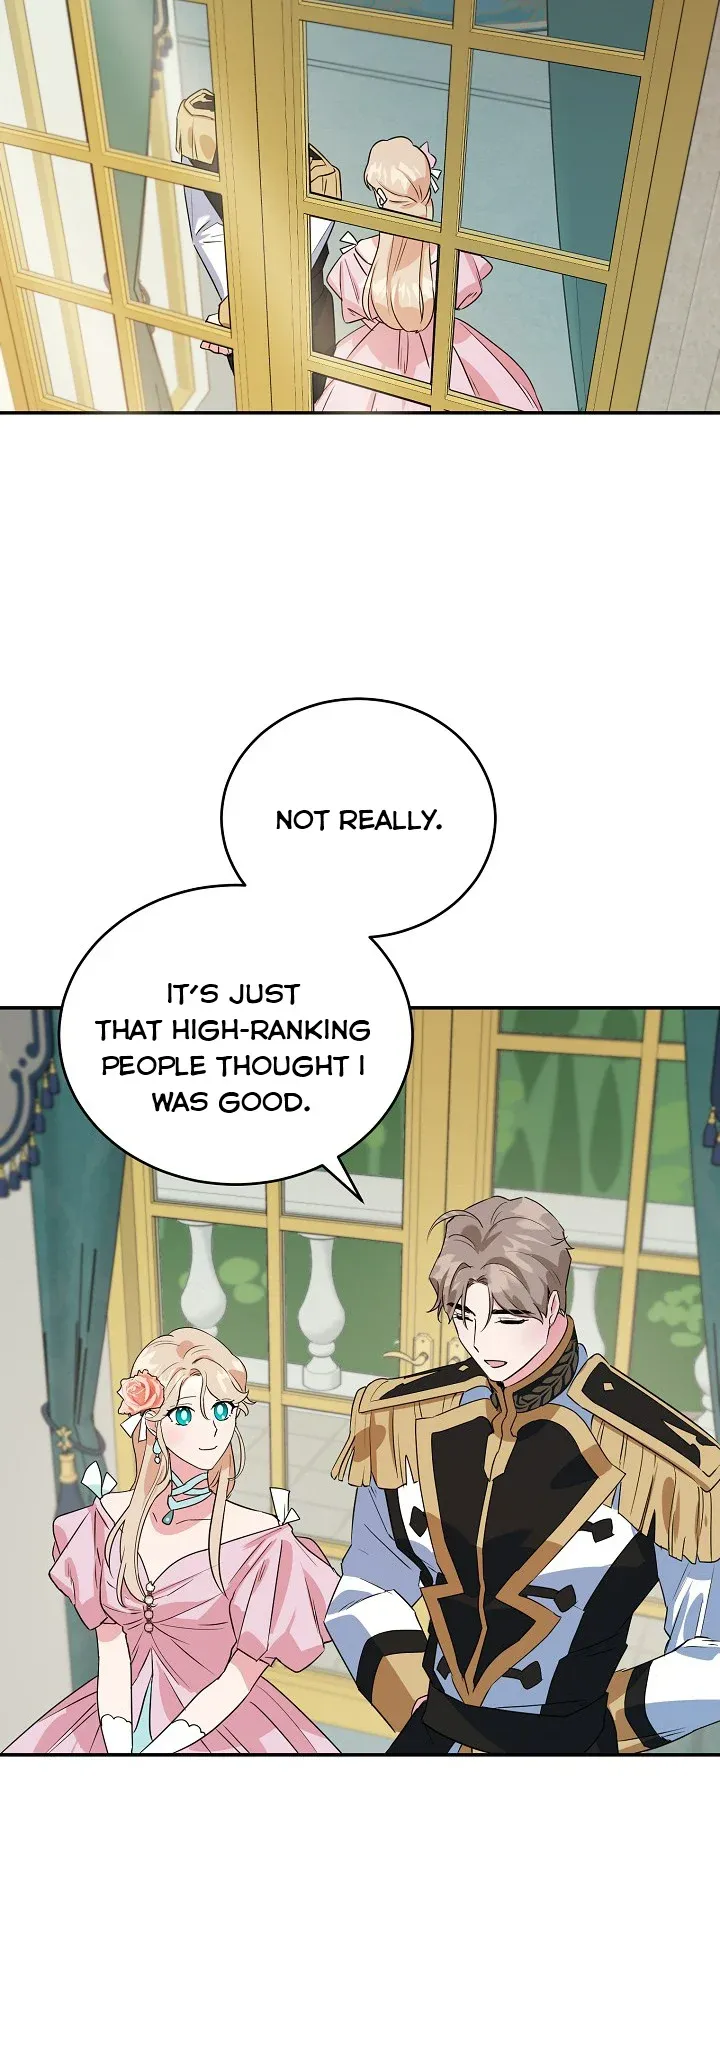 NOT REALLY.
IT'S JUST
THAT HIGH-RANKING
PEOPLE THOUGHT I
WAS GOOD.